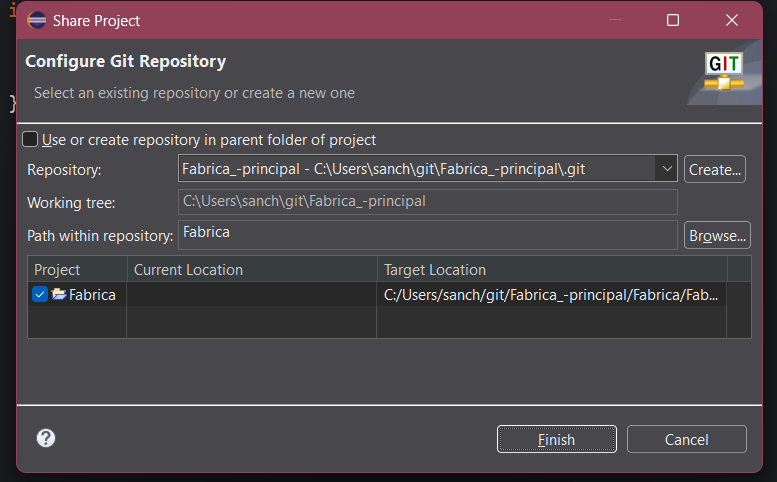 i
Share Project
Configure Git Repository
GIT
Select an existing repository or create a new one
}
Use or create repository in parent folder of project
Repository: Fabrica_-principal - C:\Users\sanch\git\Fabrica_-principal\.git Create...
Working tree: C:\Users\sanch\git\Fabrica_-principal
Path within repository: Fabrica Browse...
Project Current Location Target Location
Fabrica C:/Users/sanch/git/Fabrica_-principal/Fabrica/Fab...
? Finish Cancel